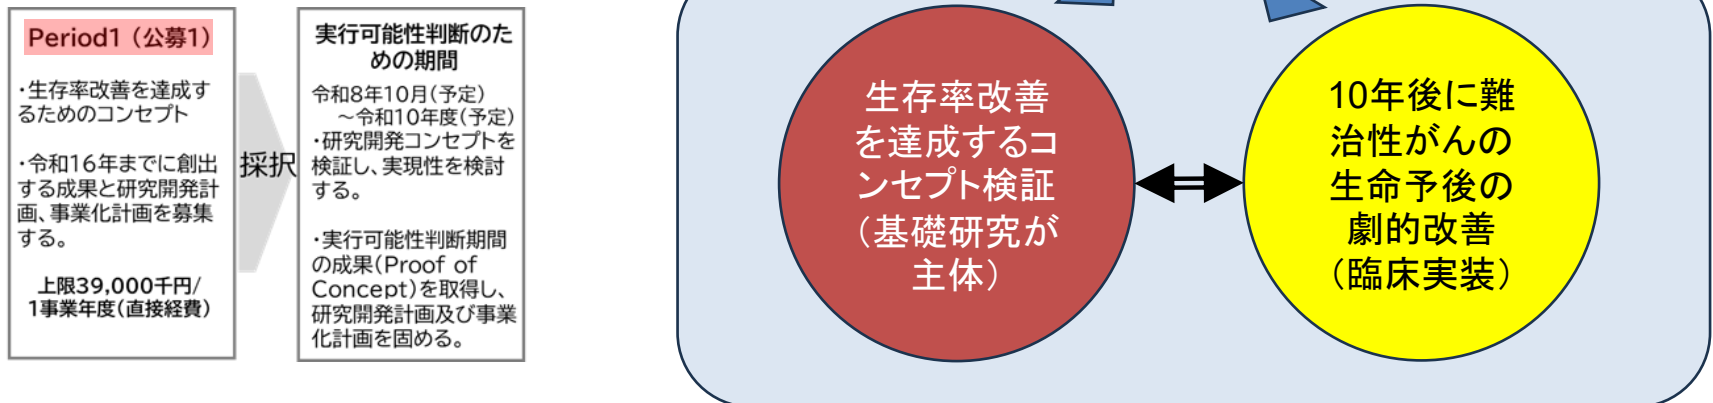 Period1（公募1）
・生存率改善を達成す
るためのコンセプト
・令和16年までに創出
する成果と研究開発計
画、事業化計画を募集
する。
上限39,000千円/
1事業年度(直接経費)
採択
実行可能性判断のた
めの期間
令和8年10月(予定)
～令和10年度(予定)
・研究開発コンセプトを
検証し、実現性を検討
する。
・実行可能性判断期間
の成果(Proof of
Concept)を取得し、
研究開発計画及び事業
化計画を固める。
生存率改善
を達成するコ
ンセプト検証
（基礎研究が
主体）
10年後に難
治性がんの
生命予後の
劇的改善
（臨床実装）